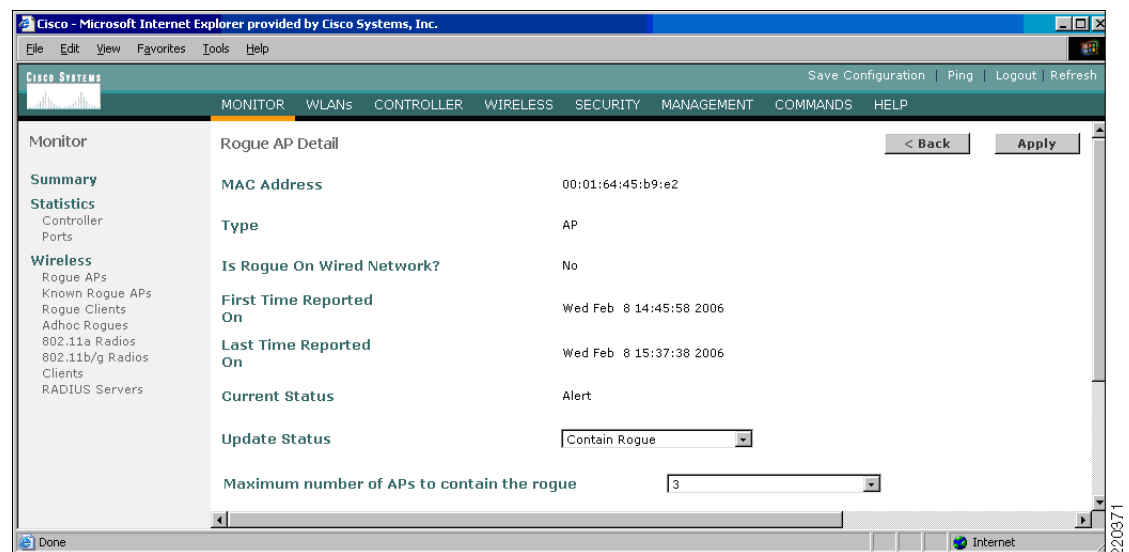 Cisco - Microsoft Internet Explorer provided by Cisco Systems, Inc.
File Edit View Favorites Tools Help
CISCO SYSTEMS
Save Configuration | Ping | Logout | Refresh
MONITOR WLANs CONTROLLER WIRELESS SECURITY MANAGEMENT COMMANDS HELP
Monitor
Summary
Statistics
Controller
Ports
Wireless
Rogue APs
Known Rogue APs
Rogue Clients
Adhoc Rogues
802.11a Radios
802.11b/g Radios
Clients
RADIUS Servers
Rogue AP Detail
< Back Apply
MAC Address 00:01:64:45:b9:e2
Type AP
Is Rogue On Wired Network? No
First Time Reported On Wed Feb 8 14:45:58 2006
Last Time Reported On Wed Feb 8 15:37:38 2006
Current Status Alert
Update Status Contain Rogue
Maximum number of APs to contain the rogue 3
Done Internet
220371